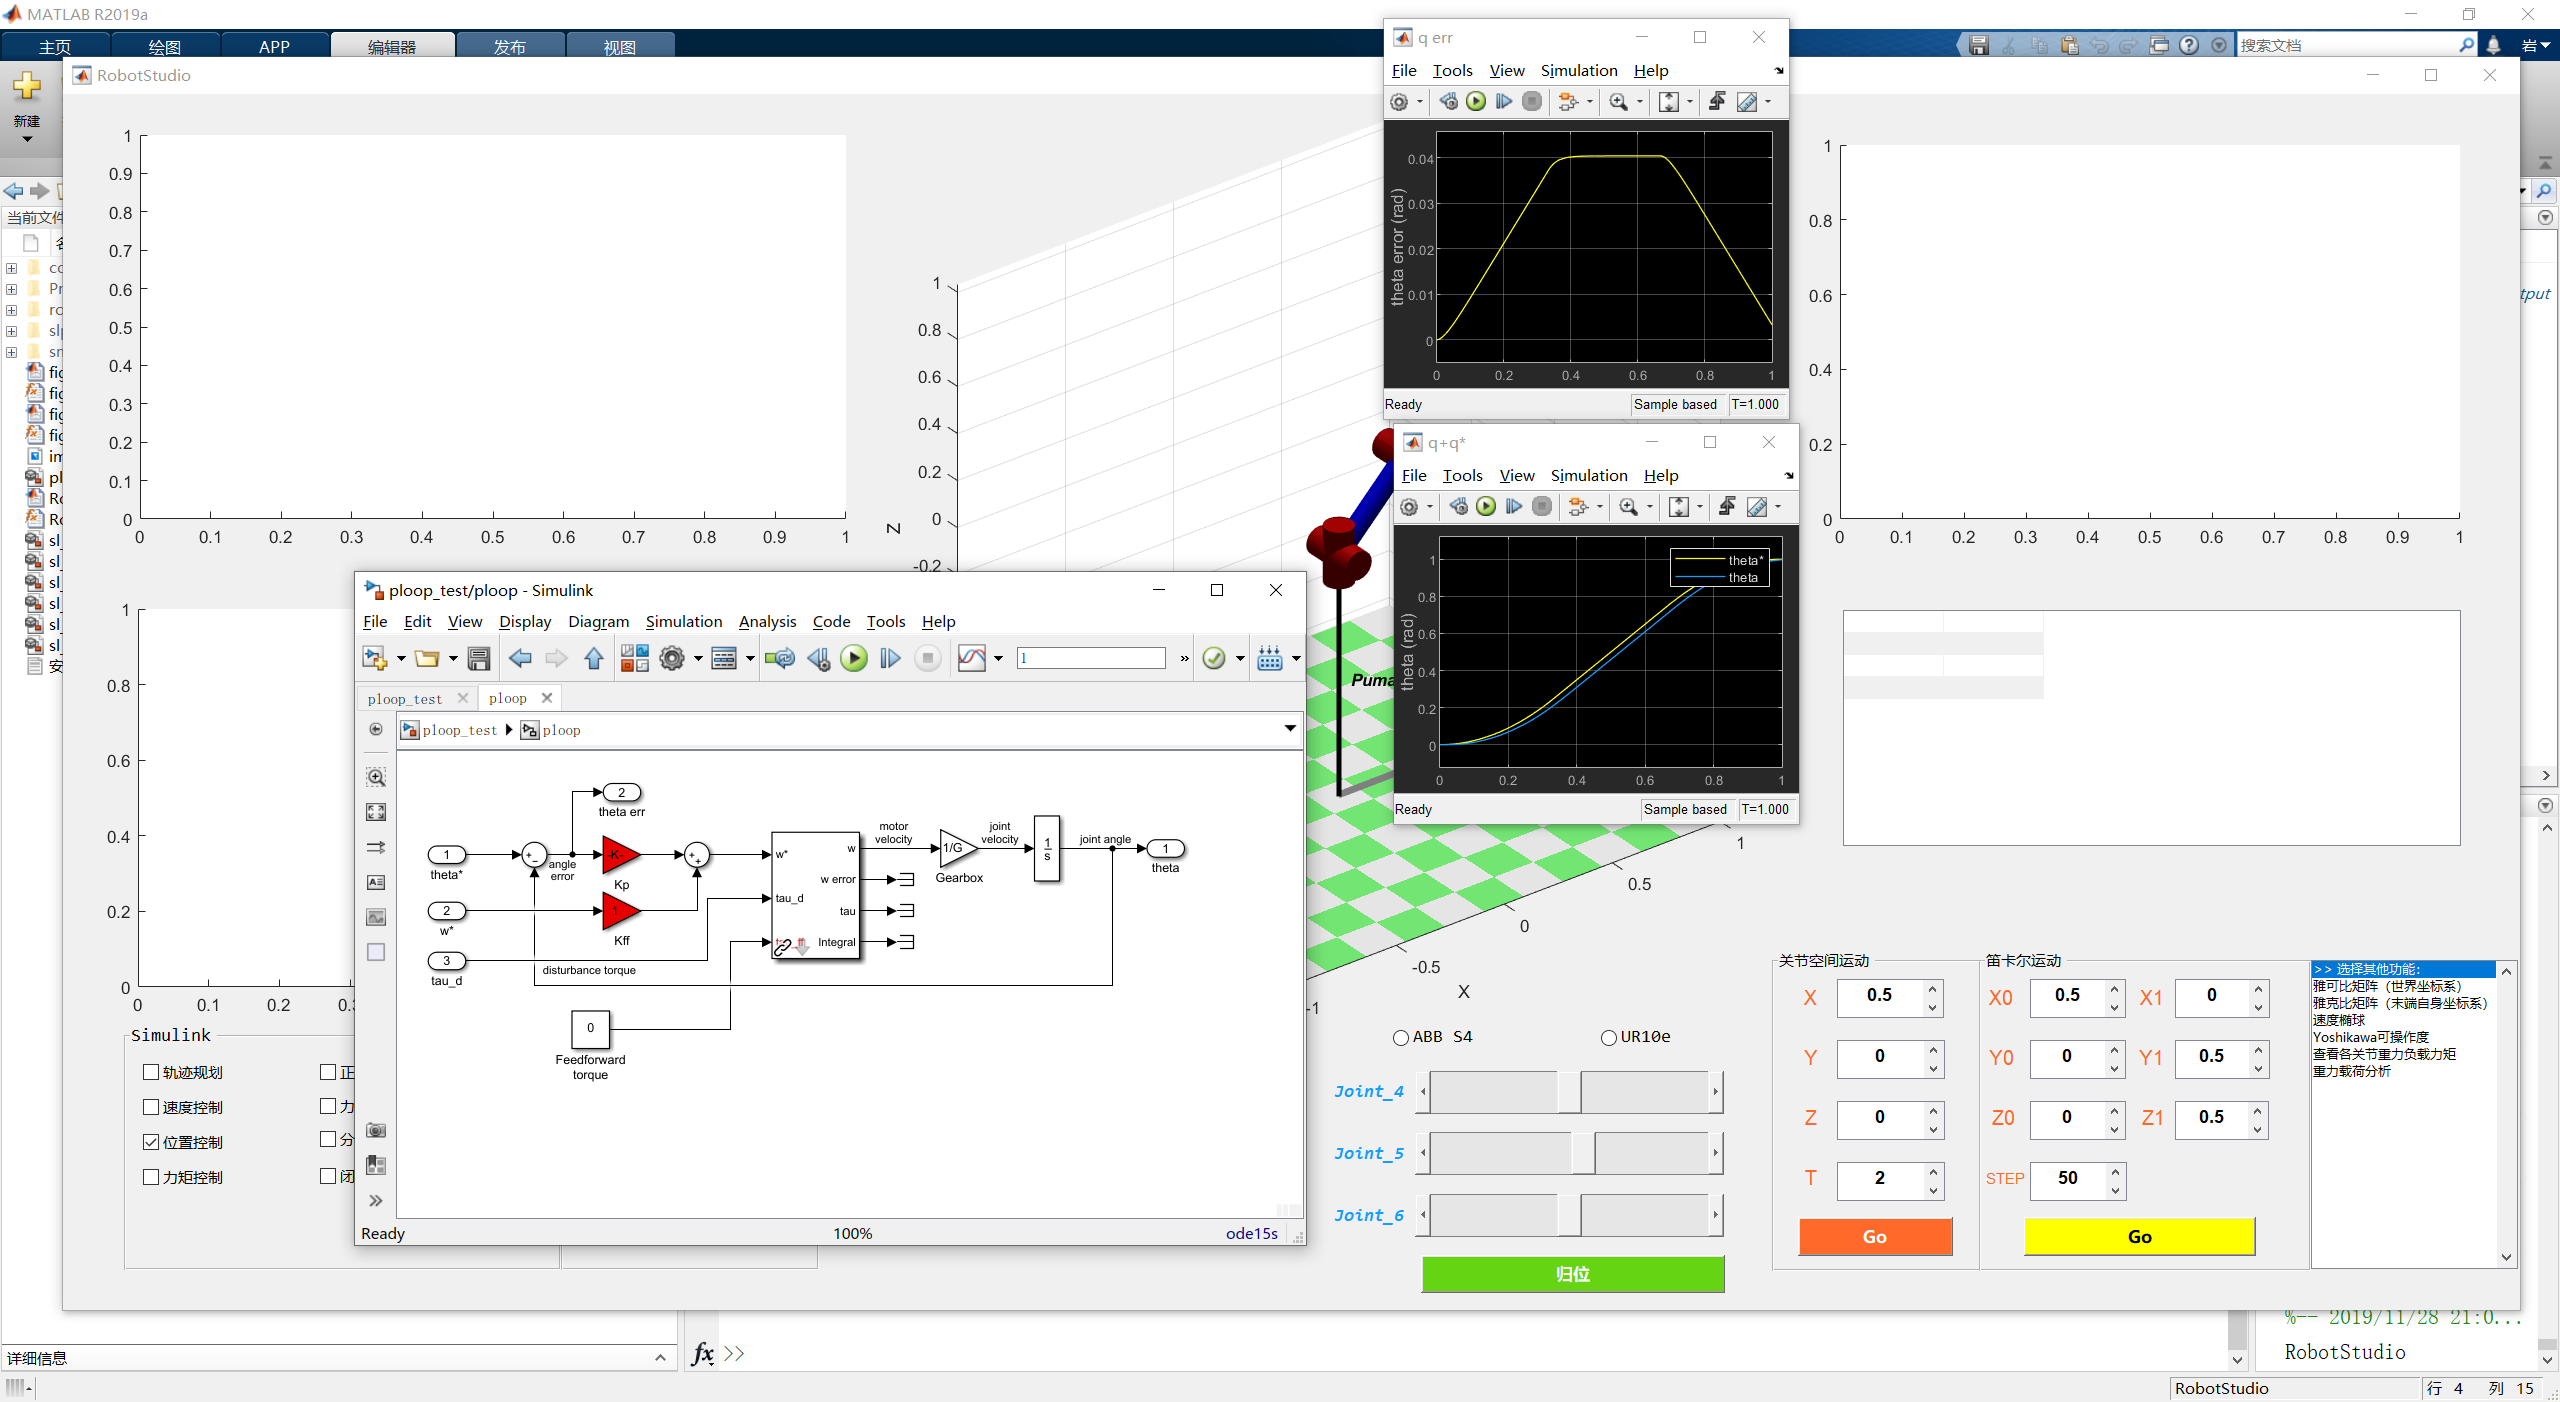 MATLAB R2019a
主页 绘图 APP 编辑器 发布 视图
搜索文档
岩
RobotStudio
新建
当前文件
1
0.9
0.8
0.7
0.6
0.5
0.4
0.3
0.2
0.1
0
0 0.1 0.2 0.3 0.4 0.5 0.6 0.7 0.8 0.9 1
1
0.8
0.6
0.4
0.2
0
-0.2
Z
q err
File Tools View Simulation Help
0.04
0.03
0.02
0.01
0
theta error (rad)
0 0.2 0.4 0.6 0.8 1
Ready Sample based T=1.000
q+q*
File Tools View Simulation Help
theta*
theta
1
0.8
0.6
0.4
0.2
0
theta (rad)
0 0.2 0.4 0.6 0.8 1
Ready Sample based T=1.000
1
0.8
0.6
0.4
0.2
0
0 0.1 0.2 0.3 0.4 0.5 0.6 0.7 0.8 0.9 1
tput
Puma
1
0.5
0
-0.5
-1
X
1
0.8
0.6
0.4
0.2
0
0 0.1 0.2
ploop_test/ploop - Simulink
File Edit View Display Diagram Simulation Analysis Code Tools Help
1
ploop_test ploop
ploop_test ploop
2
theta err
1
theta*
angle
error
-K-
Kp
2
w*
1
Kff
3
tau_d
disturbance torque
0
Feedforward
torque
w*
tau_d
w
w error
tau
Integral
motor
velocity
1/G
Gearbox
joint
velocity
1
s
joint angle
1
theta
Ready 100% ode15s
Simulink
轨迹规划
速度控制
位置控制
力矩控制
正
力
分
闭
ABB S4 UR10e
Joint_4
Joint_5
Joint_6
归位
关节空间运动
X 0.5
Y 0
Z 0
T 2
Go
笛卡尔运动
X0 0.5 X1 0
Y0 0 Y1 0.5
Z0 0 Z1 0.5
STEP 50
Go
>> 选择其他功能:
雅可比矩阵（世界坐标系）
雅克比矩阵（末端自身坐标系）
速度椭球
Yoshikawa可操作度
查看各关节重力负载力矩
重力载荷分析
详细信息
fx >>
%-- 2019/11/28 21:0...
RobotStudio
RobotStudio 行 4 列 15